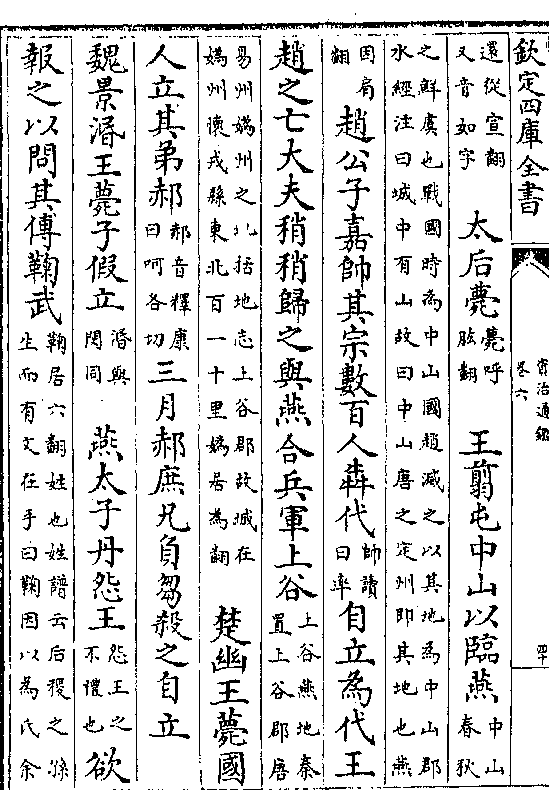 欽定四庫全書
資治通鑑
卷六
四十
還從宣翻
又音如字
太后薨
薨呼
肱翻
王翦屯中山以臨燕
中山
春秋
之鮮虞也戰國時為中山國趙滅之以其地為中山郡
水經注曰城中有山故曰中山唐之定州即其地也燕
因肩
翻
趙公子嘉帥其宗數百人犇代
帥讀
曰率
自立為代王
趙之亡大夫稍稍歸之與燕合兵軍上谷
上谷燕地秦
置上谷郡唐
易州媯州之北括地志上谷郡故城在
媯州懷戎縣東北百一十里媯居為翻
楚幽王薨國
人立其弟郝
郝音釋康
曰呵各切
三月郝庶兄負芻殺之自立
魏景湣王薨子假立
湣與
閔同
燕太子丹怨王
怨王之
不禮也
欲
報之以問其傅鞠武
鞠居六翻姓也姓譜云后稷之孫
生而有文在手曰鞠因以為氏余